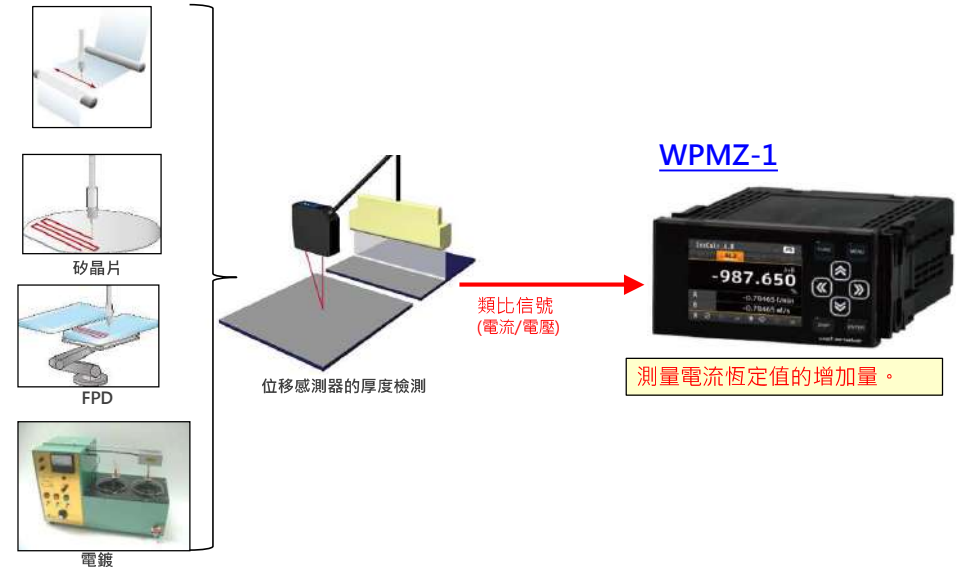 WPMZ-1
矽晶片
類比信號
(電流/電壓)
-987.650
A
B
MENU
ENTER
測量電流恆定值的增加量。
位移感測器的厚度檢測
FPD
電鍍